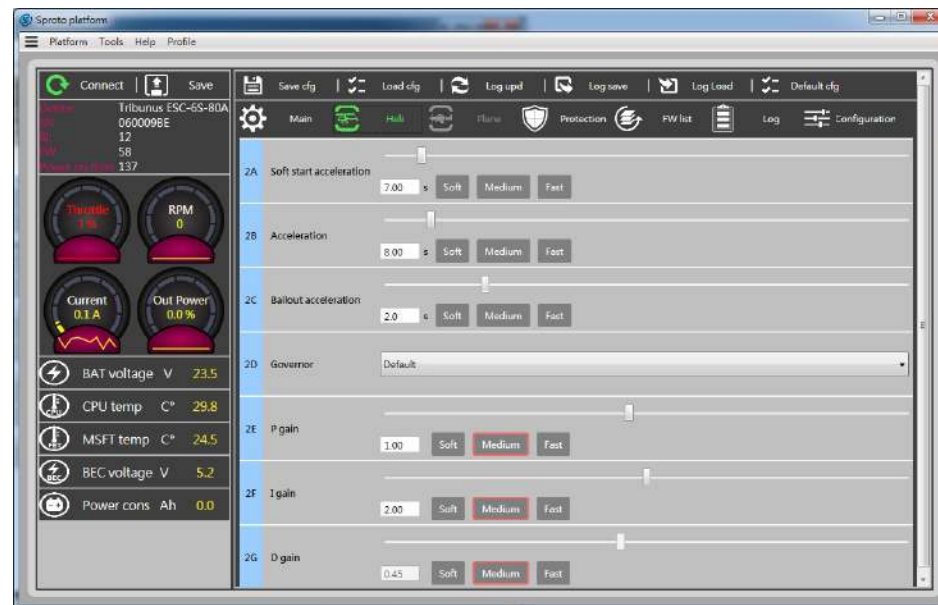 Sproto platform
Platform Tools Help Profile
Connect | Save
Save cfg | Load cfg | Log upd | Log save | Log Load | Default cfg
Tribunus ESC-6S-80A
060009BE
12
58
137
Main Heli Plane Protection FW list Log Configuration
Throttle
1 %
RPM
0
Current
0.1 A
Out Power
0.0 %
BAT voltage V 23.5
CPU temp C° 29.8
MSFT temp C° 24.5
BEC voltage V 5.2
Power cons Ah 0.0
2A Soft start acceleration
7.00 s Soft Medium Fast
2B Acceleration
8.00 s Soft Medium Fast
2C Bailout acceleration
2.0 s Soft Medium Fast
2D Governor Default
2E P gain
1.00 Soft Medium Fast
2F I gain
2.00 Soft Medium Fast
2G D gain
0.45 Soft Medium Fast